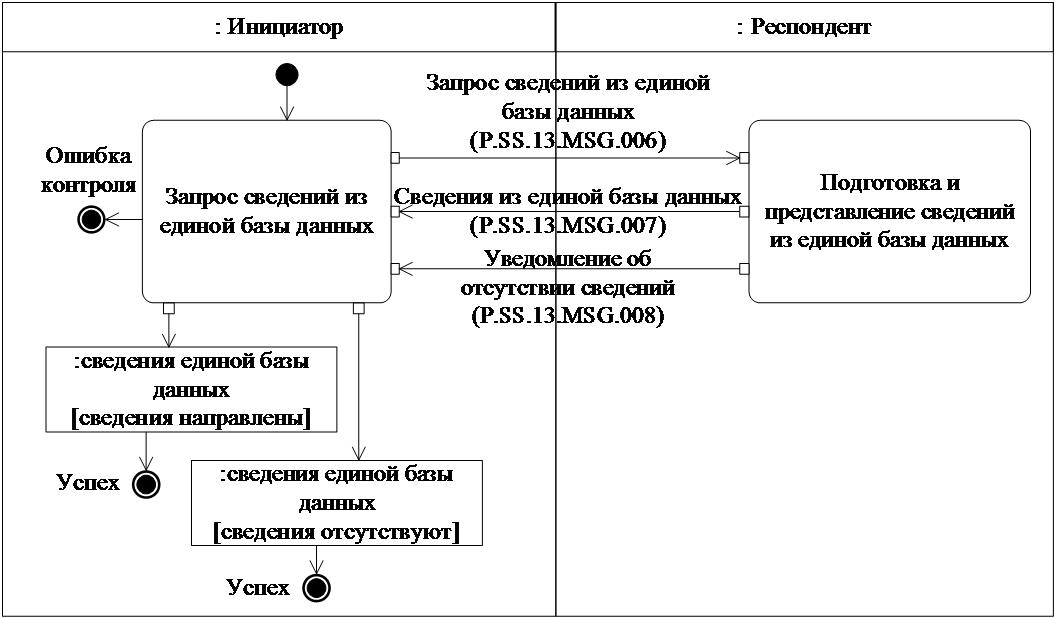 : Инициатор
: Респондент
Запрос сведений из единой
базы данных
(P.SS.13.MSG.006)
Ошибка
контроля
Запрос сведений из
единой базы данных
Сведения из единой базы данных
(P.SS.13.MSG.007)
Подготовка и
представление сведений
из единой базы данных
Уведомление об
отсутствии сведений
(P.SS.13.MSG.008)
:сведения единой базы
данных
[сведения направлены]
Успех
:сведения единой базы
данных
[сведения отсутствуют]
Успех